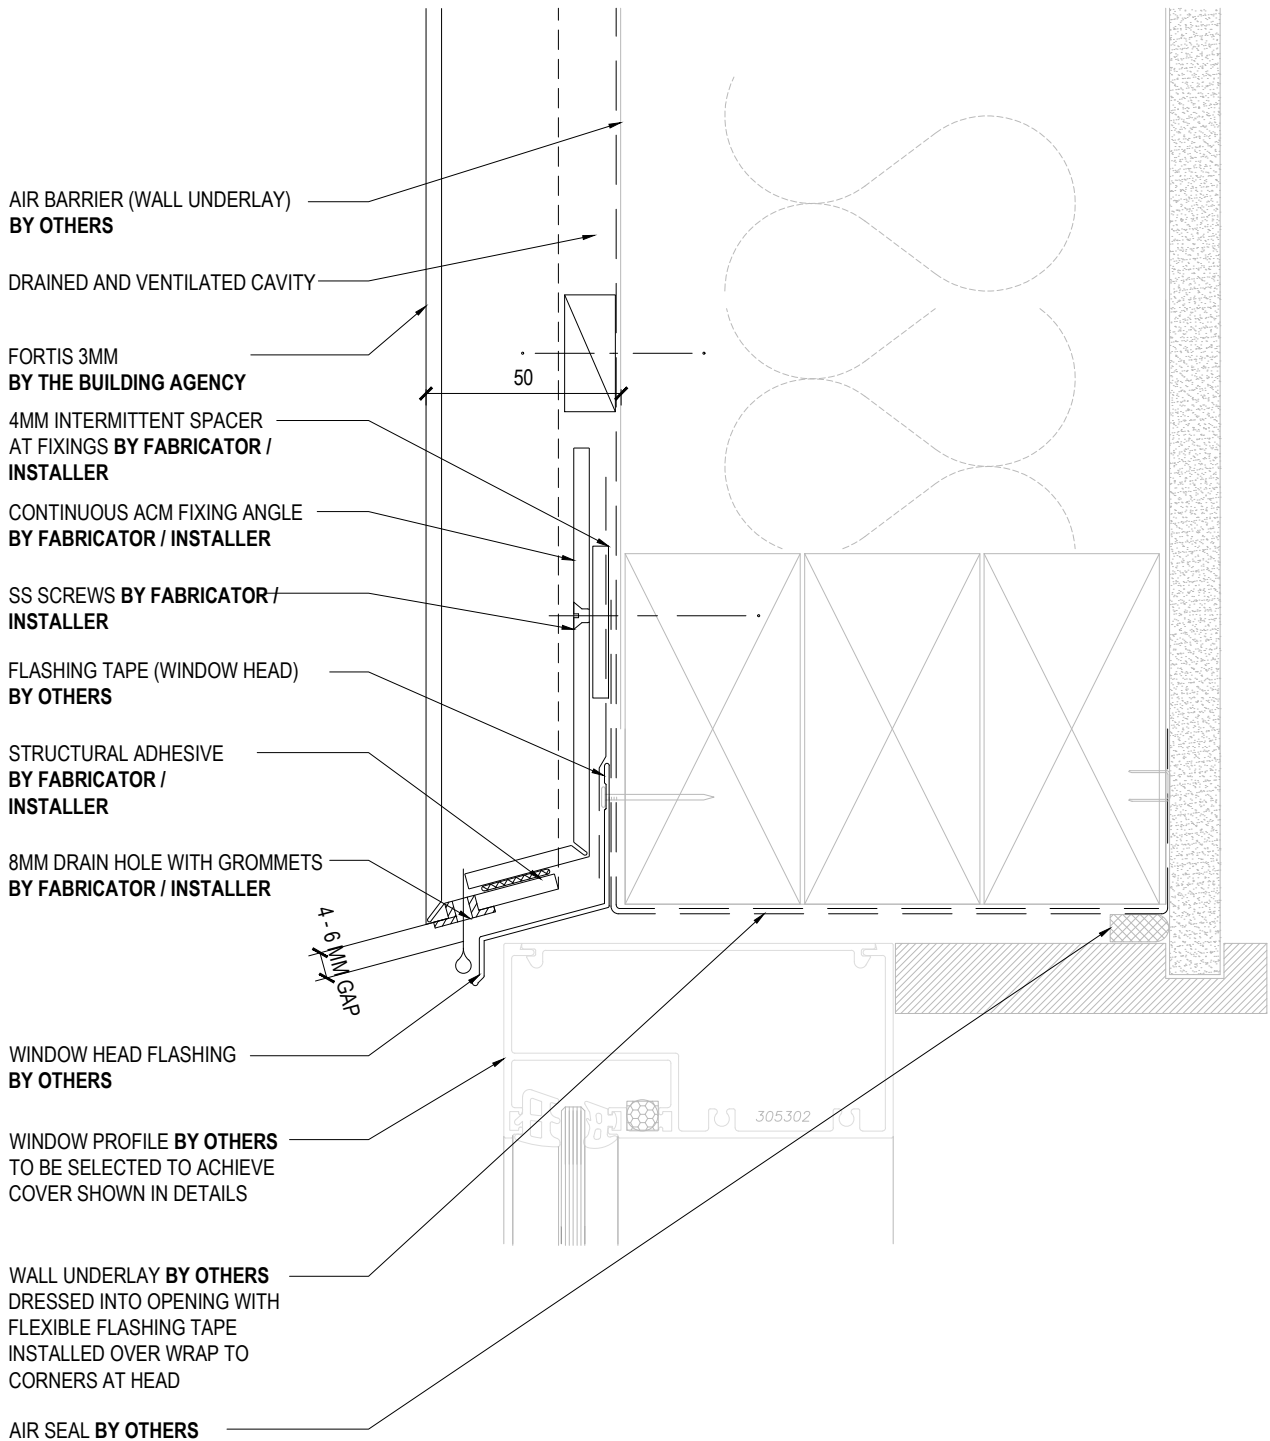 AIR BARRIER (WALL UNDERLAY)
BY OTHERS
DRAINED AND VENTILATED CAVITY
FORTIS 3MM
BY THE BUILDING AGENCY
50
4MM INTERMITTENT SPACER
AT FIXINGS BY FABRICATOR /
INSTALLER
CONTINUOUS ACM FIXING ANGLE
BY FABRICATOR / INSTALLER
SS SCREWS BY FABRICATOR /
INSTALLER
FLASHING TAPE (WINDOW HEAD)
BY OTHERS
STRUCTURAL ADHESIVE
BY FABRICATOR /
INSTALLER
8MM DRAIN HOLE WITH GROMMETS
BY FABRICATOR / INSTALLER
4 - 6 MM GAP
WINDOW HEAD FLASHING
BY OTHERS
305302
WINDOW PROFILE BY OTHERS
TO BE SELECTED TO ACHIEVE
COVER SHOWN IN DETAILS
WALL UNDERLAY BY OTHERS
DRESSED INTO OPENING WITH
FLEXIBLE FLASHING TAPE
INSTALLED OVER WRAP TO
CORNERS AT HEAD
AIR SEAL BY OTHERS